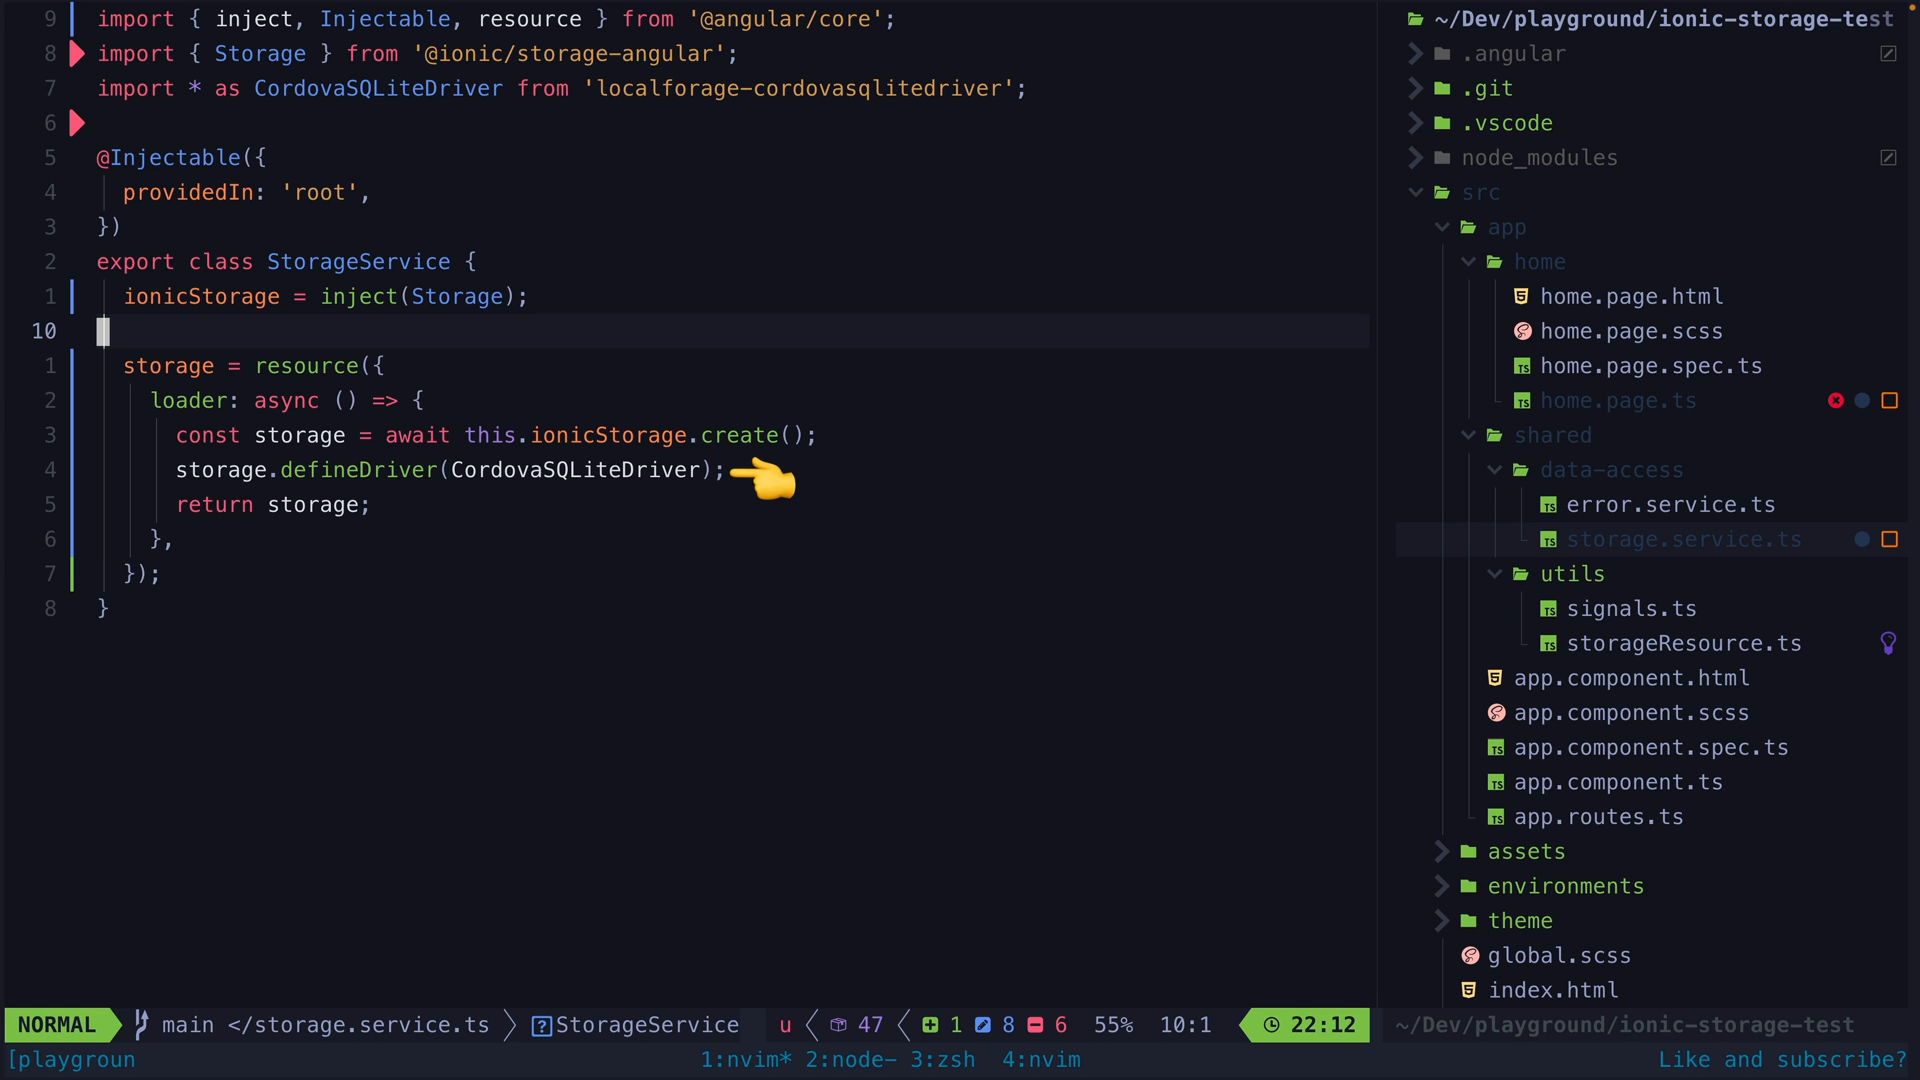 9 import { inject, Injectable, resource } from '@angular/core';
8 import { Storage } from '@ionic/storage-angular';
7 import * as CordovaSQLiteDriver from 'localforage-cordovasqlitedriver';
6
5 @Injectable({
4 providedIn: 'root',
3 })
2 export class StorageService {
1 ionicStorage = inject(Storage);
10
1 storage = resource({
2 loader: async () => {
3 const storage = await this.ionicStorage.create();
4 storage.defineDriver(CordovaSQLiteDriver);
5 return storage;
6 },
7 });
8 }
~/Dev/playground/ionic-storage-test
.angular
.git
.vscode
node_modules
src
app
home
home.page.html
home.page.scss
home.page.spec.ts
home.page.ts
shared
data-access
error.service.ts
storage.service.ts
utils
signals.ts
storageResource.ts
app.component.html
app.component.scss
app.component.spec.ts
app.component.ts
app.routes.ts
assets
environments
theme
global.scss
index.html
NORMAL main </storage.service.ts StorageService u 47 1 8 6 55% 10:1 22:12 ~/Dev/playground/ionic-storage-test
[playgroun 1:nvim* 2:node- 3:zsh 4:nvim Like and subscribe?